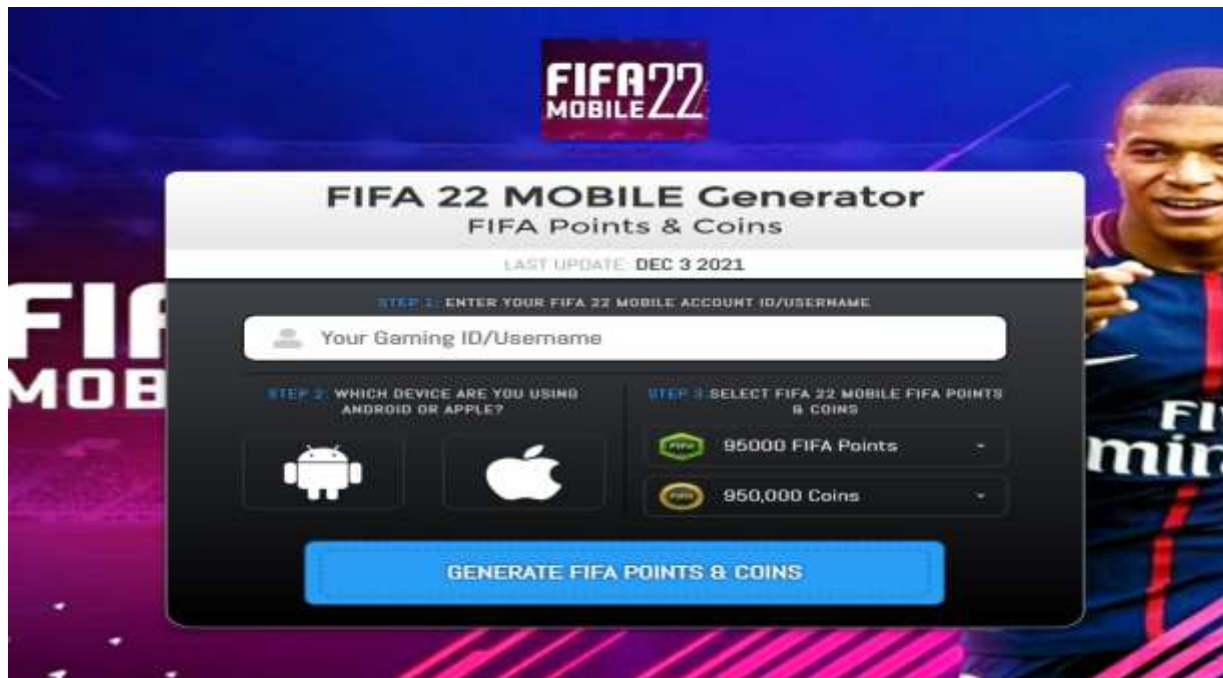 FIFA 22
MOBILE
FIFA 22 MOBILE Generator
FIFA Points & Coins
LAST UPDATE: DEC 3 2021
STEP 1: ENTER YOUR FIFA 22 MOBILE ACCOUNT ID/USERNAME
Your Gaming ID/Username
STEP 2: WHICH DEVICE ARE YOU USING
ANDROID OR APPLE?
STEP 3: SELECT FIFA 22 MOBILE FIFA POINTS
& COINS
FIFA 95000 FIFA Points
950,000 Coins
GENERATE FIFA POINTS & COINS
FIF
MOB